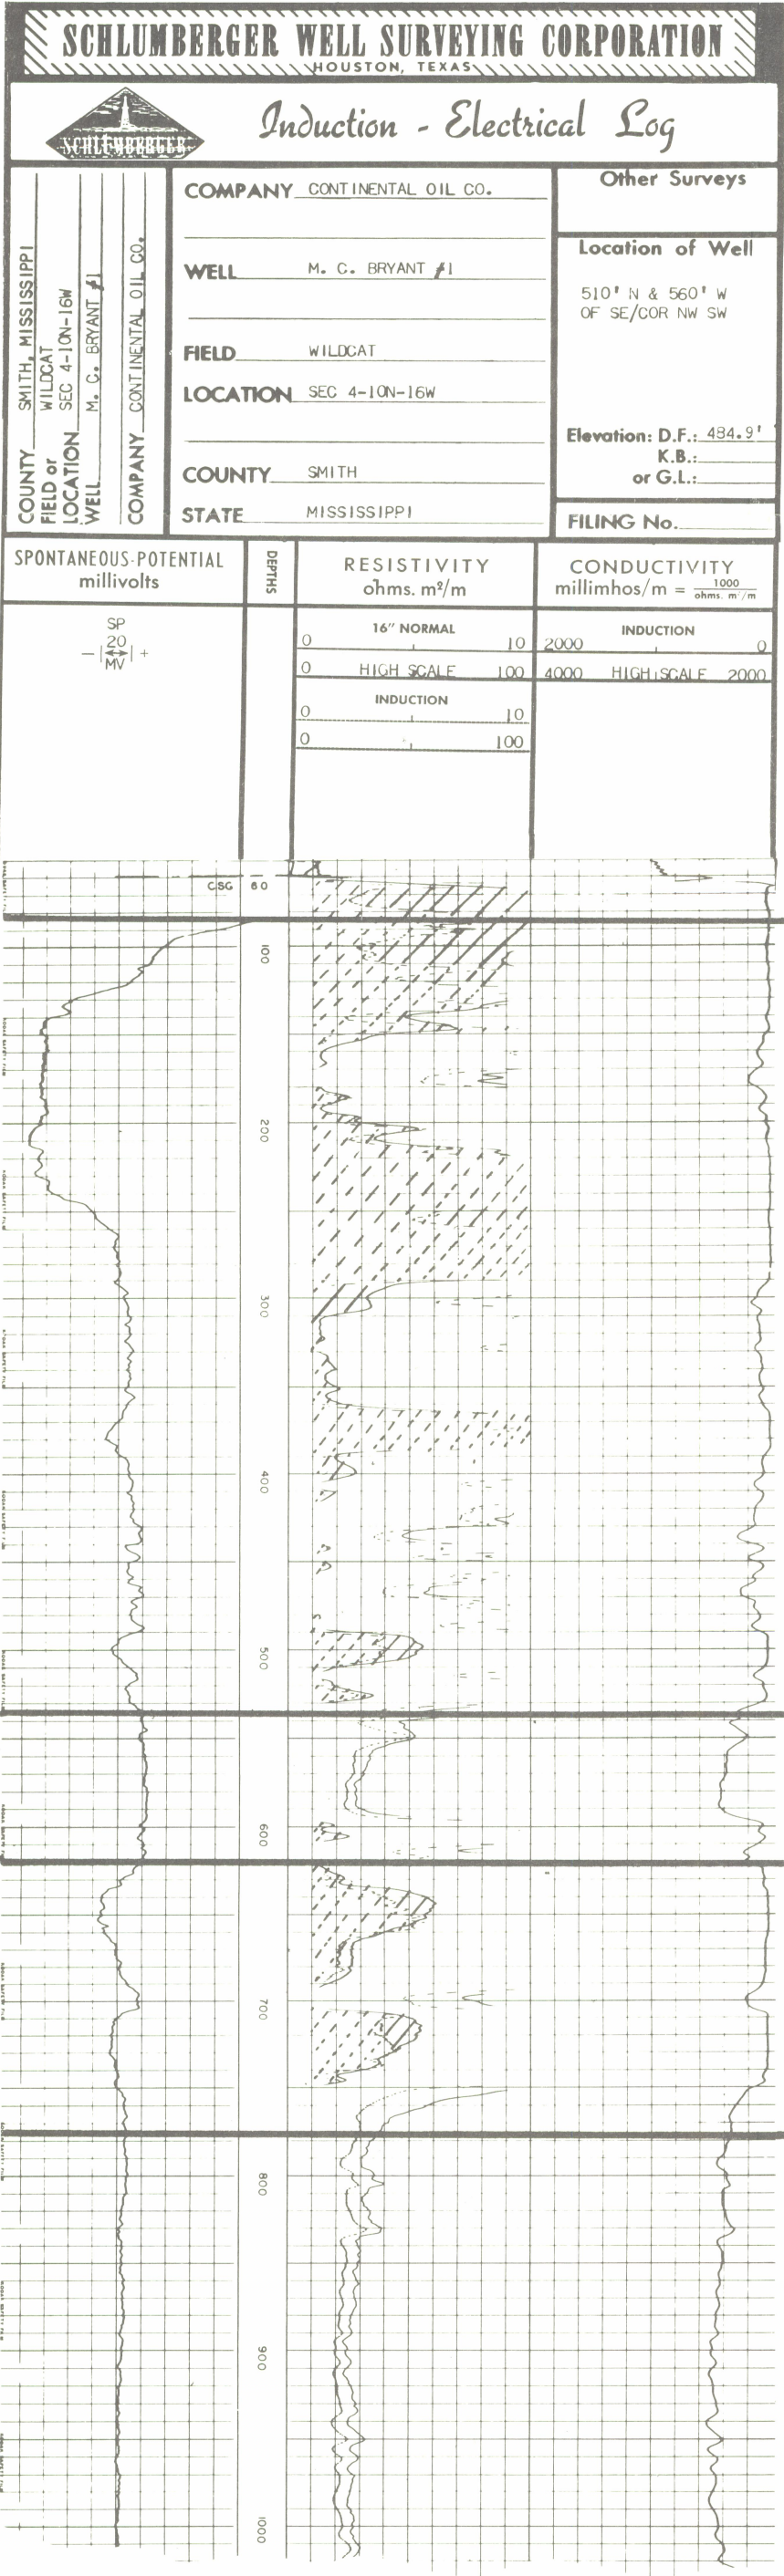 SCHLUMBERGER WELL SURVEYING CORPORATION
HOUSTON, TEXAS
SCHLUMBERGER
Induction - Electrical Log
COUNTY SMITH, MISSISSIPPI
FIELD or
LOCATION WILDCAT
SEC 4-10N-16W
WELL M. C. BRYANT #1
COMPANY CONTINENTAL OIL CO.
COMPANY CONTINENTAL OIL CO.
WELL M. C. BRYANT #1
FIELD WILDCAT
LOCATION SEC 4-10N-16W
COUNTY SMITH
STATE MISSISSIPPI
Other Surveys
Location of Well
510' N & 560' W
OF SE/COR NW SW
Elevation: D.F.: 484.9'
K.B.:
or G.L.:
FILING No.
SPONTANEOUS-POTENTIAL
millivolts
DEPTHS
RESISTIVITY
ohms. m²/m
CONDUCTIVITY
millimhos/m = 1000
ohms. m²/m
SP
20
- +
MV
16" NORMAL
0 10
0 HIGH SCALE 100
INDUCTION
0 10
0 100
INDUCTION
2000 0
4000 HIGH SCALE 2000
CSG 60
100
200
300
400
500
600
700
800
900
1000